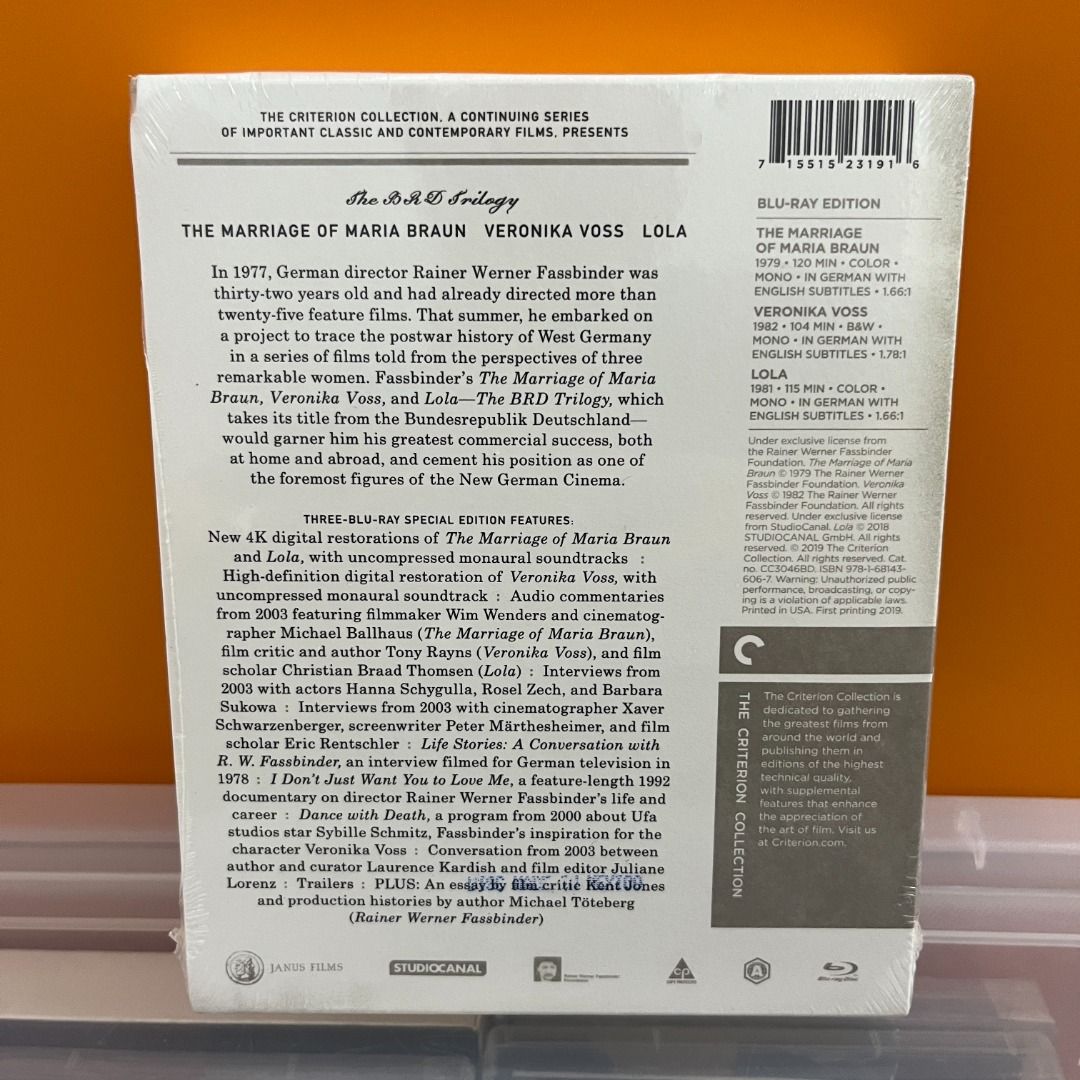 THE CRITERION COLLECTION, A CONTINUING SERIES
OF IMPORTANT CLASSIC AND CONTEMPORARY FILMS, PRESENTS
The BRD Trilogy
THE MARRIAGE OF MARIA BRAUN VERONIKA VOSS LOLA
In 1977, German director Rainer Werner Fassbinder was
thirty-two years old and had already directed more than
twenty-five feature films. That summer, he embarked on
a project to trace the postwar history of West Germany
in a series of films told from the perspectives of three
remarkable women. Fassbinder's The Marriage of Maria
Braun, Veronika Voss, and Lola—The BRD Trilogy, which
takes its title from the Bundesrepublik Deutschland—
would garner him his greatest commercial success, both
at home and abroad, and cement his position as one of
the foremost figures of the New German Cinema.
THREE-BLU-RAY SPECIAL EDITION FEATURES:
New 4K digital restorations of The Marriage of Maria Braun
and Lola, with uncompressed monaural soundtracks :
High-definition digital restoration of Veronika Voss, with
uncompressed monaural soundtrack : Audio commentaries
from 2003 featuring filmmaker Wim Wenders and cinematog-
rapher Michael Ballhaus (The Marriage of Maria Braun),
film critic and author Tony Rayns (Veronika Voss), and film
scholar Christian Braad Thomsen (Lola) : Interviews from
2003 with actors Hanna Schygulla, Rosel Zech, and Barbara
Sukowa : Interviews from 2003 with cinematographer Xaver
Schwarzenberger, screenwriter Peter Märthesheimer, and film
scholar Eric Rentschler : Life Stories: A Conversation with
R. W. Fassbinder, an interview filmed for German television in
1978 : I Don't Just Want You to Love Me, a feature-length 1992
documentary on director Rainer Werner Fassbinder's life and
career : Dance with Death, a program from 2000 about Ufa
studios star Sybille Schmitz, Fassbinder's inspiration for the
character Veronika Voss : Conversation from 2003 between
author and curator Laurence Kardish and film editor Juliane
Lorenz : Trailers : PLUS: An essay by film critic Kent Jones
and production histories by author Michael Töteberg
(Rainer Werner Fassbinder)
JANUS FILMS
STUDIOCANAL
Rainer Werner Fassbinder
Foundation
CP
A
Blu-ray Disc
7 15515 23191 6
BLU-RAY EDITION
THE MARRIAGE
OF MARIA BRAUN
1979 • 120 MIN • COLOR •
MONO • IN GERMAN WITH
ENGLISH SUBTITLES • 1.66:1
VERONIKA VOSS
1982 • 104 MIN • B&W •
MONO • IN GERMAN WITH
ENGLISH SUBTITLES • 1.78:1
LOLA
1981 • 115 MIN • COLOR •
MONO • IN GERMAN WITH
ENGLISH SUBTITLES • 1.66:1
Under exclusive license from
the Rainer Werner Fassbinder
Foundation. The Marriage of Maria
Braun © 1979 The Rainer Werner
Fassbinder Foundation. Veronika
Voss © 1982 The Rainer Werner
Fassbinder Foundation. All rights
reserved. Under exclusive license
from StudioCanal. Lola © 2018
STUDIOCANAL GmbH. All rights
reserved. © 2019 The Criterion
Collection. All rights reserved. Cat.
no. CC3046BD. ISBN 978-1-68143-
606-7. Warning: Unauthorized public
performance, broadcasting, or copy-
ing is a violation of applicable laws.
Printed in USA. First printing 2019.
THE CRITERION COLLECTION
The Criterion Collection is
dedicated to gathering
the greatest films from
around the world and
publishing them in
editions of the highest
technical quality,
with supplemental
features that enhance
the appreciation of
the art of film. Visit us
at Criterion.com.